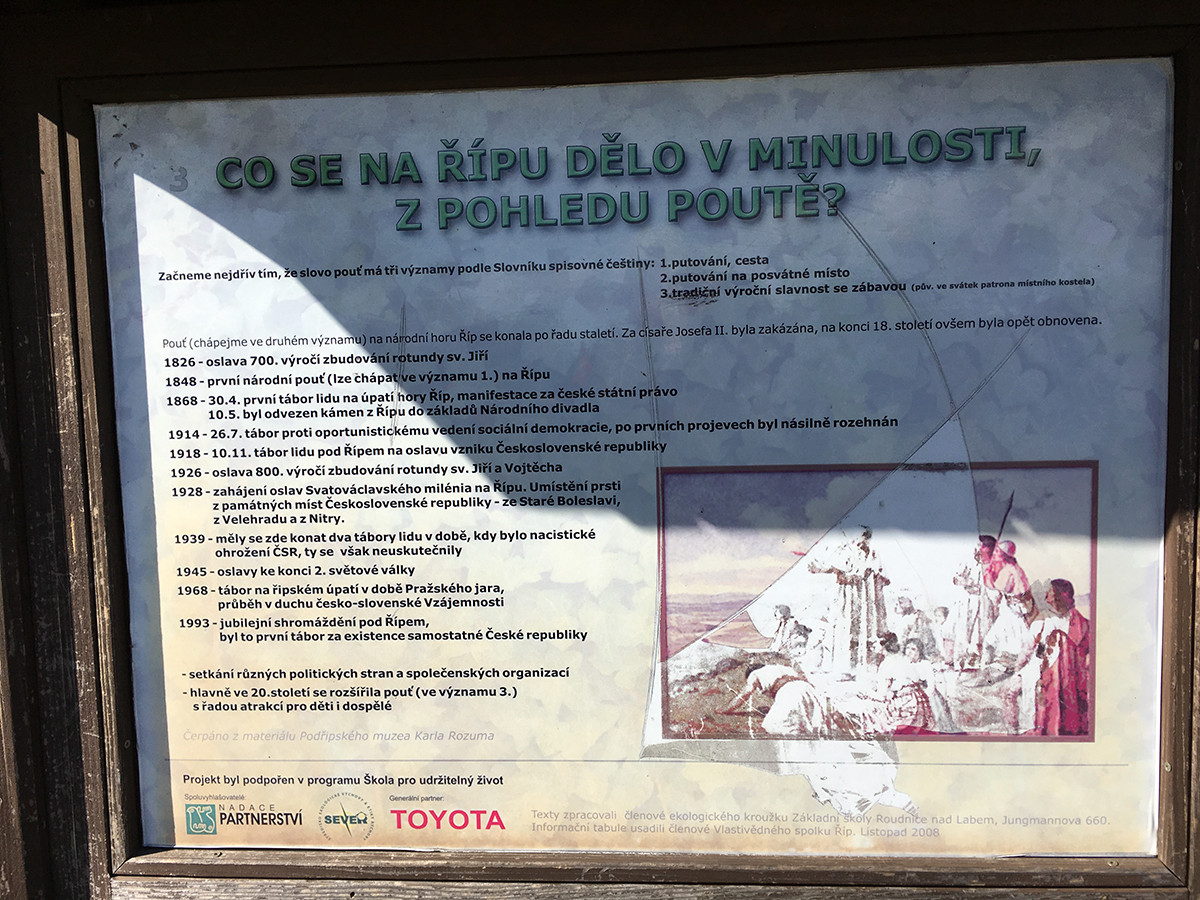 3
CO SE NA ŘÍPU DĚLO V MINULOSTI,
Z POHLEDU POUTĚ?
Začneme nejdřív tím, že slovo pouť má tři významy podle Slovníku spisovné češtiny: 1.putování, cesta
2.putování na posvátné místo
3.tradiční výroční slavnost se zábavou (pův. ve svátek patrona místního kostela)
Pouť (chápejme ve druhém významu) na národní horu Říp se konala po řadu staletí. Za císaře Josefa II. byla zakázána, na konci 18. století ovšem byla opět obnovena.
1826 - oslava 700. výročí zbudování rotundy sv. Jiří
1848 - první národní pouť (lze chápat ve významu 1.) na Řípu
1868 - 30.4. první tábor lidu na úpatí hory Říp, manifestace za české státní právo
10.5. byl odvezen kámen z Řípu do základů Národního divadla
1914 - 26.7. tábor proti oportunistickému vedení sociální demokracie, po prvních projevech byl násilně rozehnán
1918 - 10.11. tábor lidu pod Řípem na oslavu vzniku Československé republiky
1926 - oslava 800. výročí zbudování rotundy sv. Jiří a Vojtěcha
1928 - zahájení oslav Svatováclavského milénia na Řípu. Umístění prsti
z památných míst Československé republiky - ze Staré Boleslavi,
z Velehradu a z Nitry.
1939 - měly se zde konat dva tábory lidu v době, kdy bylo nacistické
ohrožení ČSR, ty se však neuskutečnily
1945 - oslavy ke konci 2. světové války
1968 - tábor na řipském úpatí v době Pražského jara,
průběh v duchu česko-slovenské Vzájemnosti
1993 - jubilejní shromáždění pod Řípem,
byl to první tábor za existence samostatné České republiky
- setkání různých politických stran a společenských organizací
- hlavně ve 20.století se rozšířila pouť (ve významu 3.)
s řadou atrakcí pro děti i dospělé
Čerpáno z materiálu Podřipského muzea Karla Rozuma
Projekt byl podpořen v programu Škola pro udržitelný život
Spoluvyhlašovatelé:
Generální partner:
NADACE
PARTNERSTVÍ
SEVER
TOYOTA
Texty zpracovali členové ekologického kroužku Základní školy Roudnice nad Labem, Jungmannova 660.
Informační tabule usadili členové Vlastivědného spolku Říp. Listopad 2008